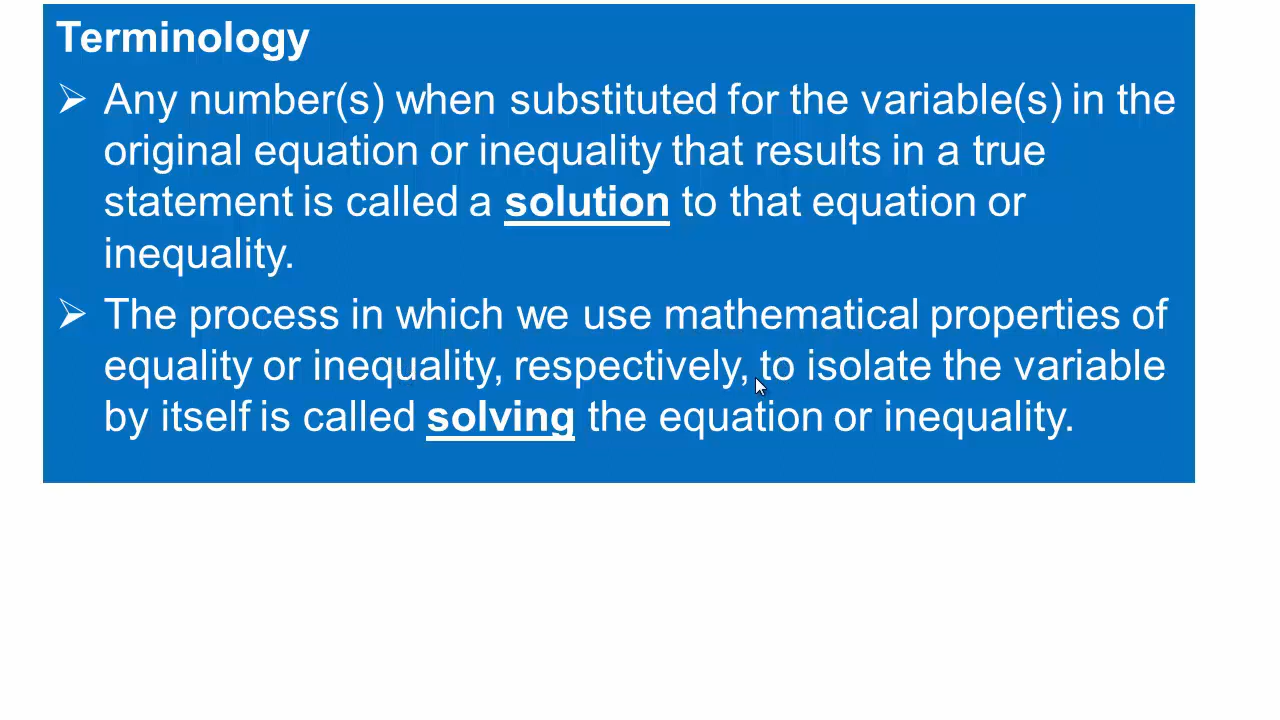 Terminology
➢ Any number(s) when substituted for the variable(s) in the
original equation or inequality that results in a true
statement is called a solution to that equation or
inequality.
➢ The process in which we use mathematical properties of
equality or inequality, respectively, to isolate the variable
by itself is called solving the equation or inequality.